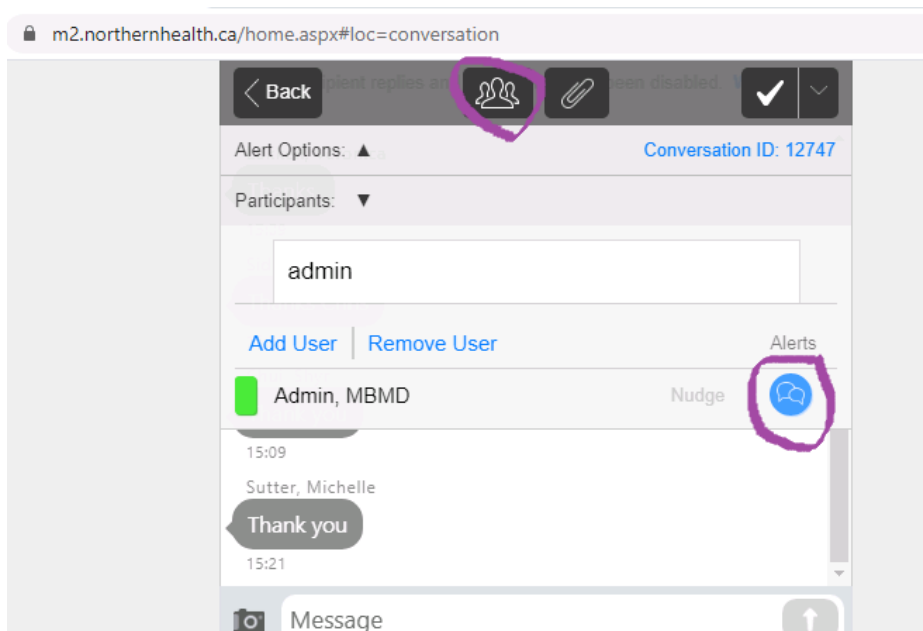 m2.northernhealth.ca/home.aspx#loc=conversation
Back
Alert Options: ▲ Conversation ID: 12747
Participants: ▼
admin
Add User | Remove User Alerts
Admin, MBMD Nudge
15:09
Sutter, Michelle
Thank you
15:21
Message